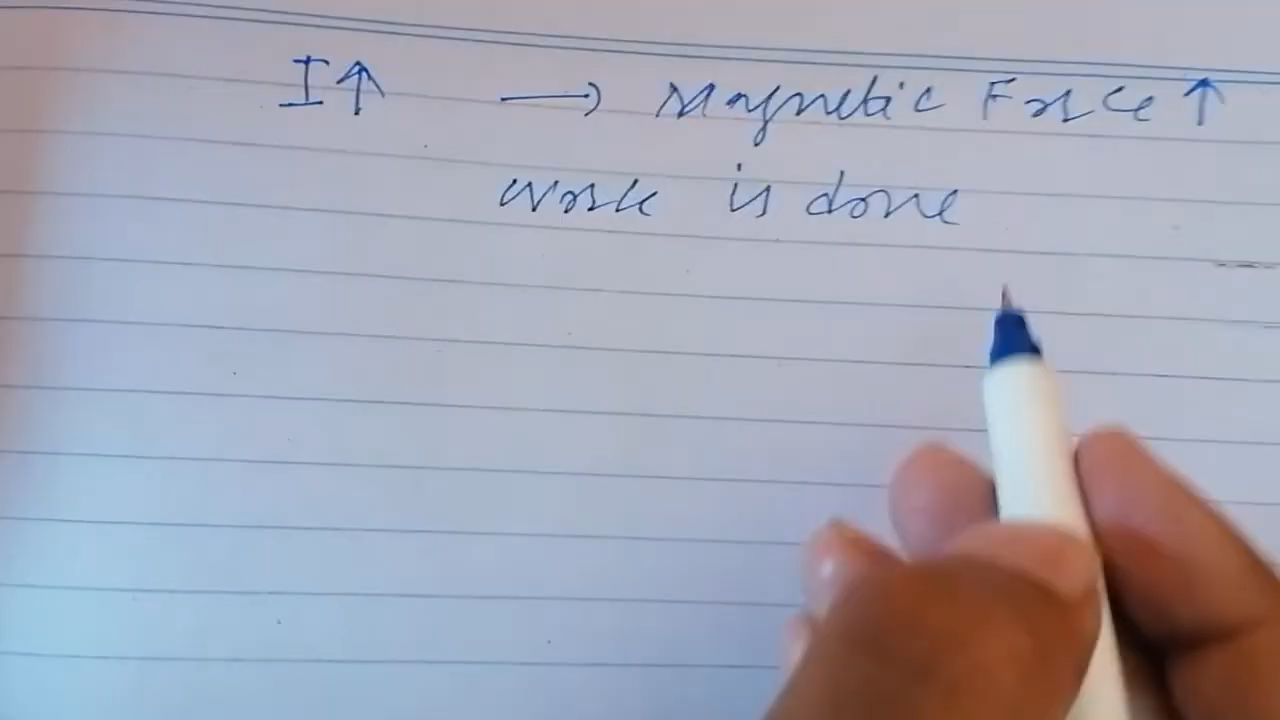 I↑ → Magnetic Force ↑
work is done